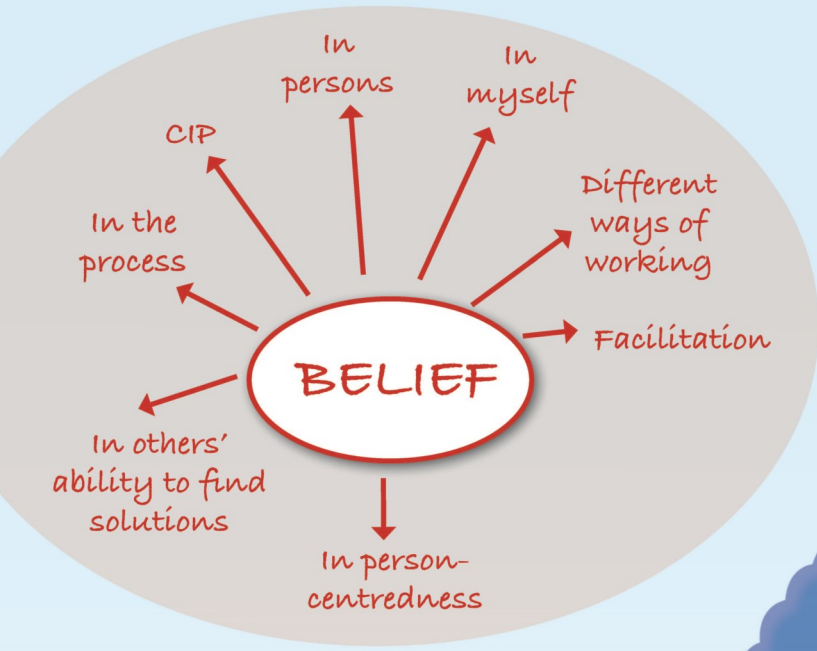 In
persons
In
myself
CIP
Different
ways of
working
In the
process
Facilitation
BELIEF
In others'
ability to find
solutions
In person-
centredness